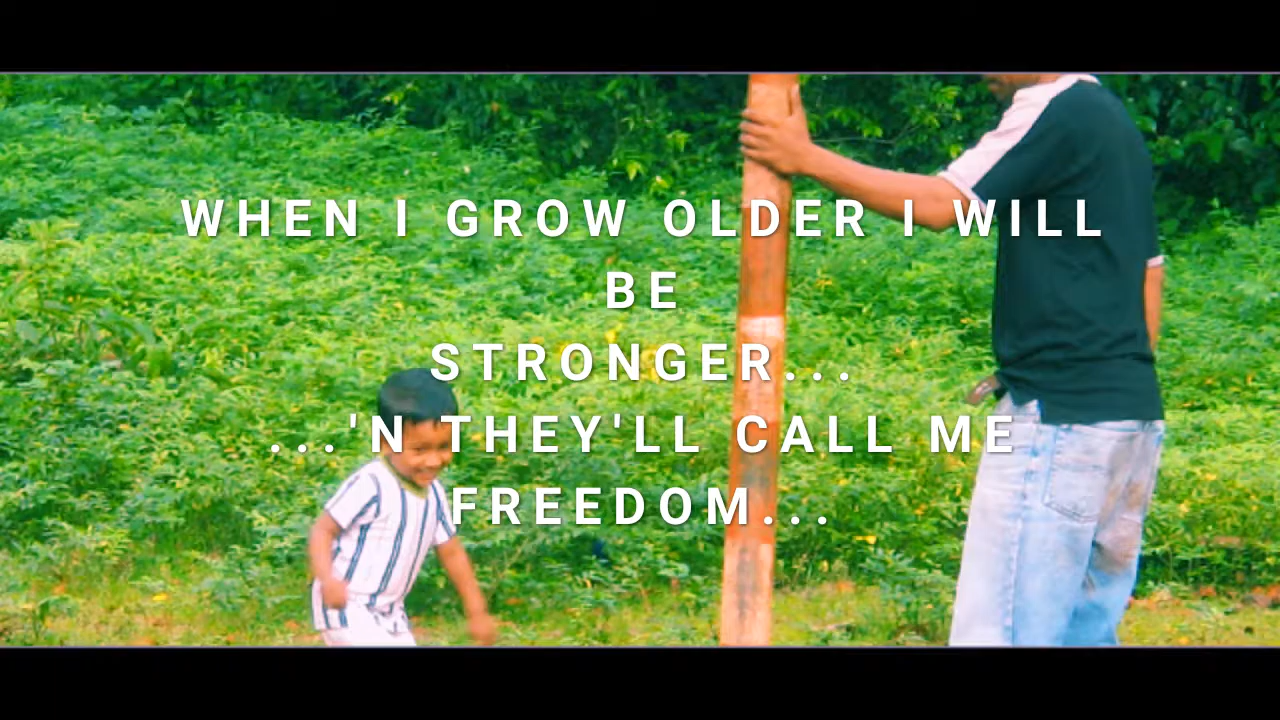 WHEN I GROW OLDER I WILL
BE
STRONGER...
...'N THEY'LL CALL ME
FREEDOM...